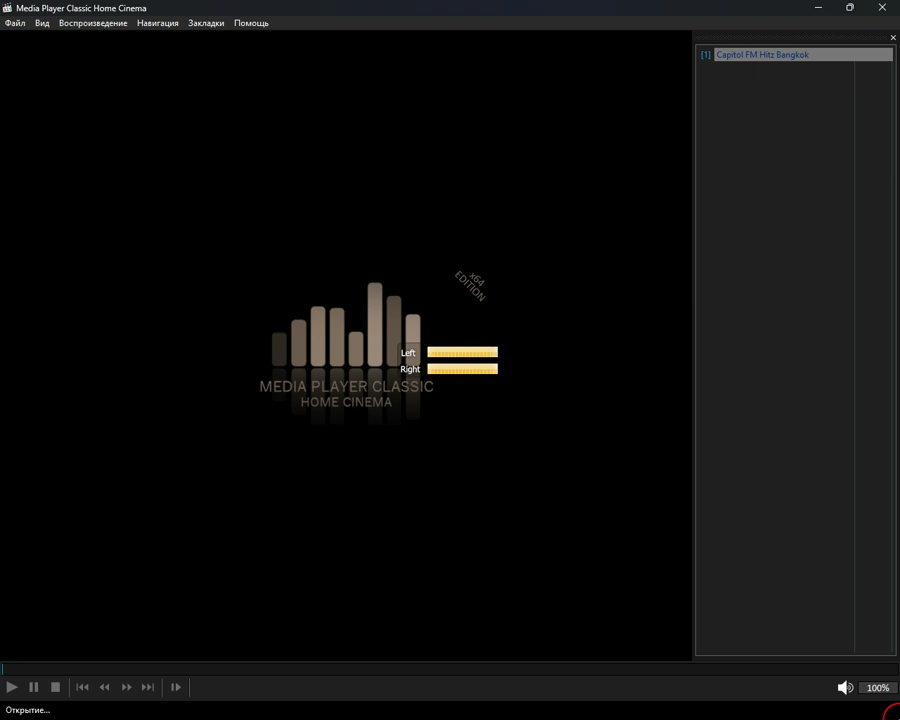 Media Player Classic Home Cinema
Файл Вид Воспроизведение Навигация Закладки Помощь
[1] Capitol FM Hitz Bangkok
x64
EDITION
Left
Right
MEDIA PLAYER CLASSIC
HOME CINEMA
100%
Открытие...